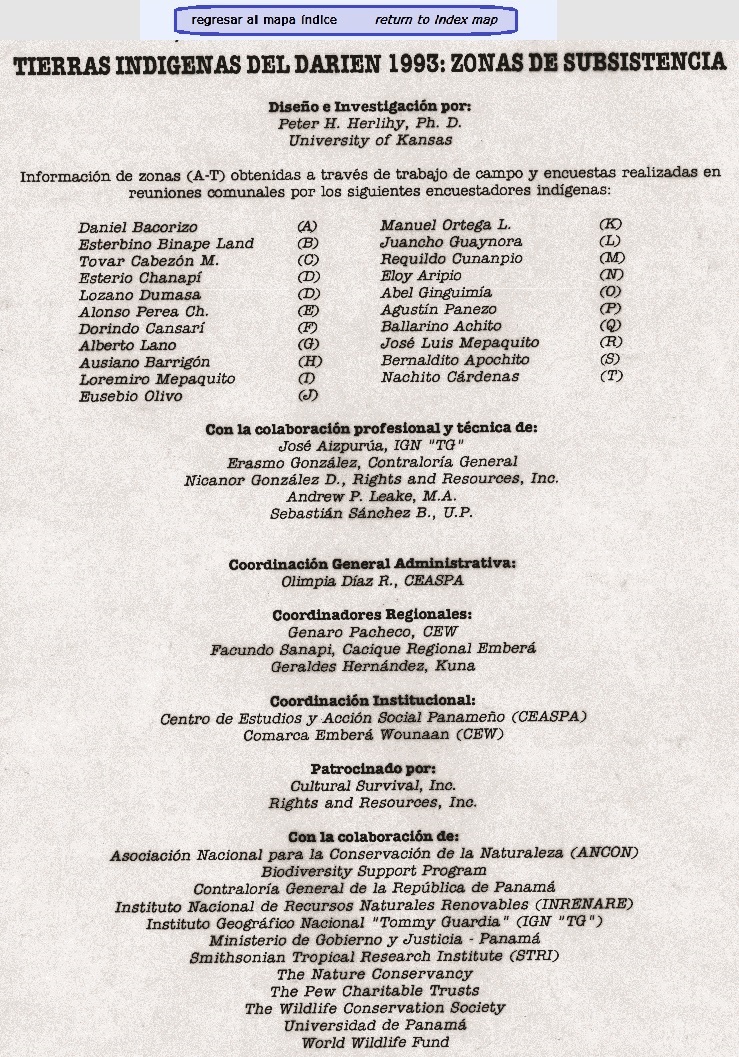 regresar al mapa índice return to index map
TIERRAS INDIGENAS DEL DARIEN 1993: ZONAS DE SUBSISTENCIA
Diseño e Investigación por:
Peter H. Herlihy, Ph. D.
University of Kansas
Información de zonas (A-T) obtenidas a través de trabajo de campo y encuestas realizadas en
reuniones comunales por los siguientes encuestadores indígenas:
Daniel Bacorizo (A)
Esterbino Binape Land (B)
Tovar Cabezón M. (C)
Esterio Chanapí (D)
Lozano Dumasa (D)
Alonso Perea Ch. (E)
Dorindo Cansarí (F)
Alberto Lano (G)
Ausiano Barrigón (H)
Loremiro Mepaquito (I)
Eusebio Olivo (J)
Manuel Ortega L. (K)
Juancho Guaynora (L)
Requildo Cunanpio (M)
Eloy Aripio (N)
Abel Ginguimía (O)
Agustín Panezo (P)
Ballarino Achito (Q)
José Luis Mepaquito (R)
Bernaldito Apochito (S)
Nachito Cárdenas (T)
Con la colaboración profesional y técnica de:
José Aizpurúa, IGN "TG"
Erasmo González, Contraloría General
Nicanor González D., Rights and Resources, Inc.
Andrew P. Leake, M.A.
Sebastián Sánchez B., U.P.
Coordinación General Administrativa:
Olimpia Díaz R., CEASPA
Coordinadores Regionales:
Genaro Pacheco, CEW
Facundo Sanapi, Cacique Regional Emberá
Geraldes Hernández, Kuna
Coordinación Institucional:
Centro de Estudios y Acción Social Panameño (CEASPA)
Comarca Emberá Wounaan (CEW)
Patrocinado por:
Cultural Survival, Inc.
Rights and Resources, Inc.
Con la colaboración de:
Asociación Nacional para la Conservación de la Naturaleza (ANCON)
Biodiversity Support Program
Contraloría General de la República de Panamá
Instituto Nacional de Recursos Naturales Renovables (INRENARE)
Instituto Geográfico Nacional "Tommy Guardia" (IGN "TG")
Ministerio de Gobierno y Justicia - Panamá
Smithsonian Tropical Research Institute (STRI)
The Nature Conservancy
The Pew Charitable Trusts
The Wildlife Conservation Society
Universidad de Panamá
World Wildlife Fund